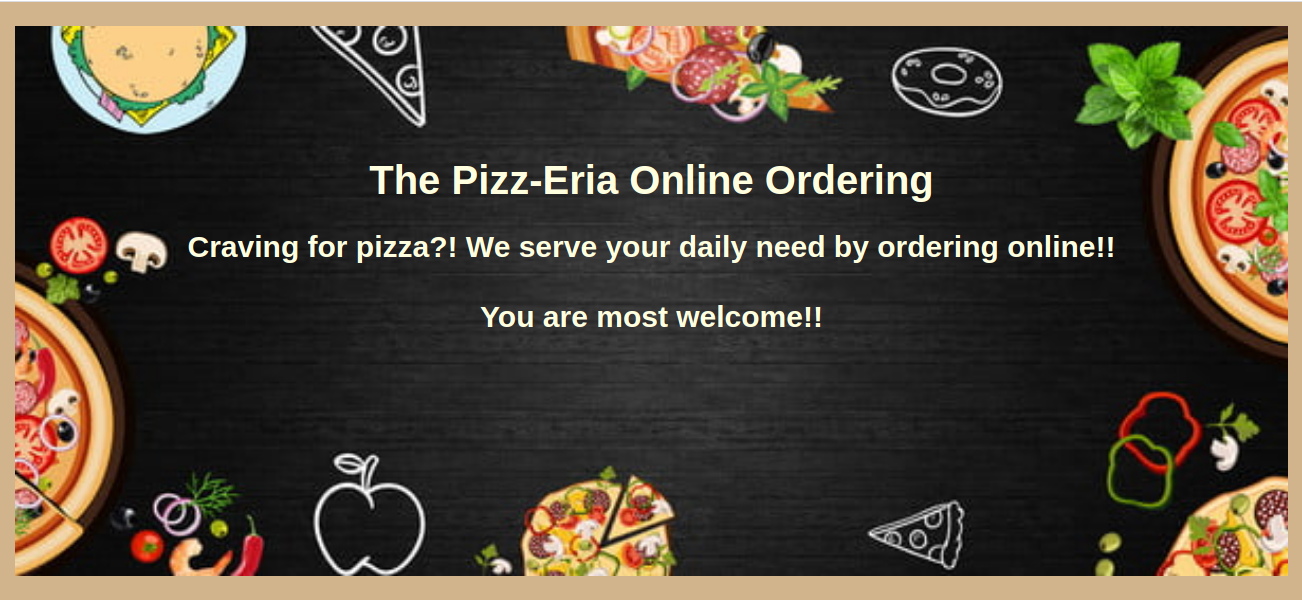 The Pizz-Eria Online Ordering
Craving for pizza?! We serve your daily need by ordering online!!
You are most welcome!!